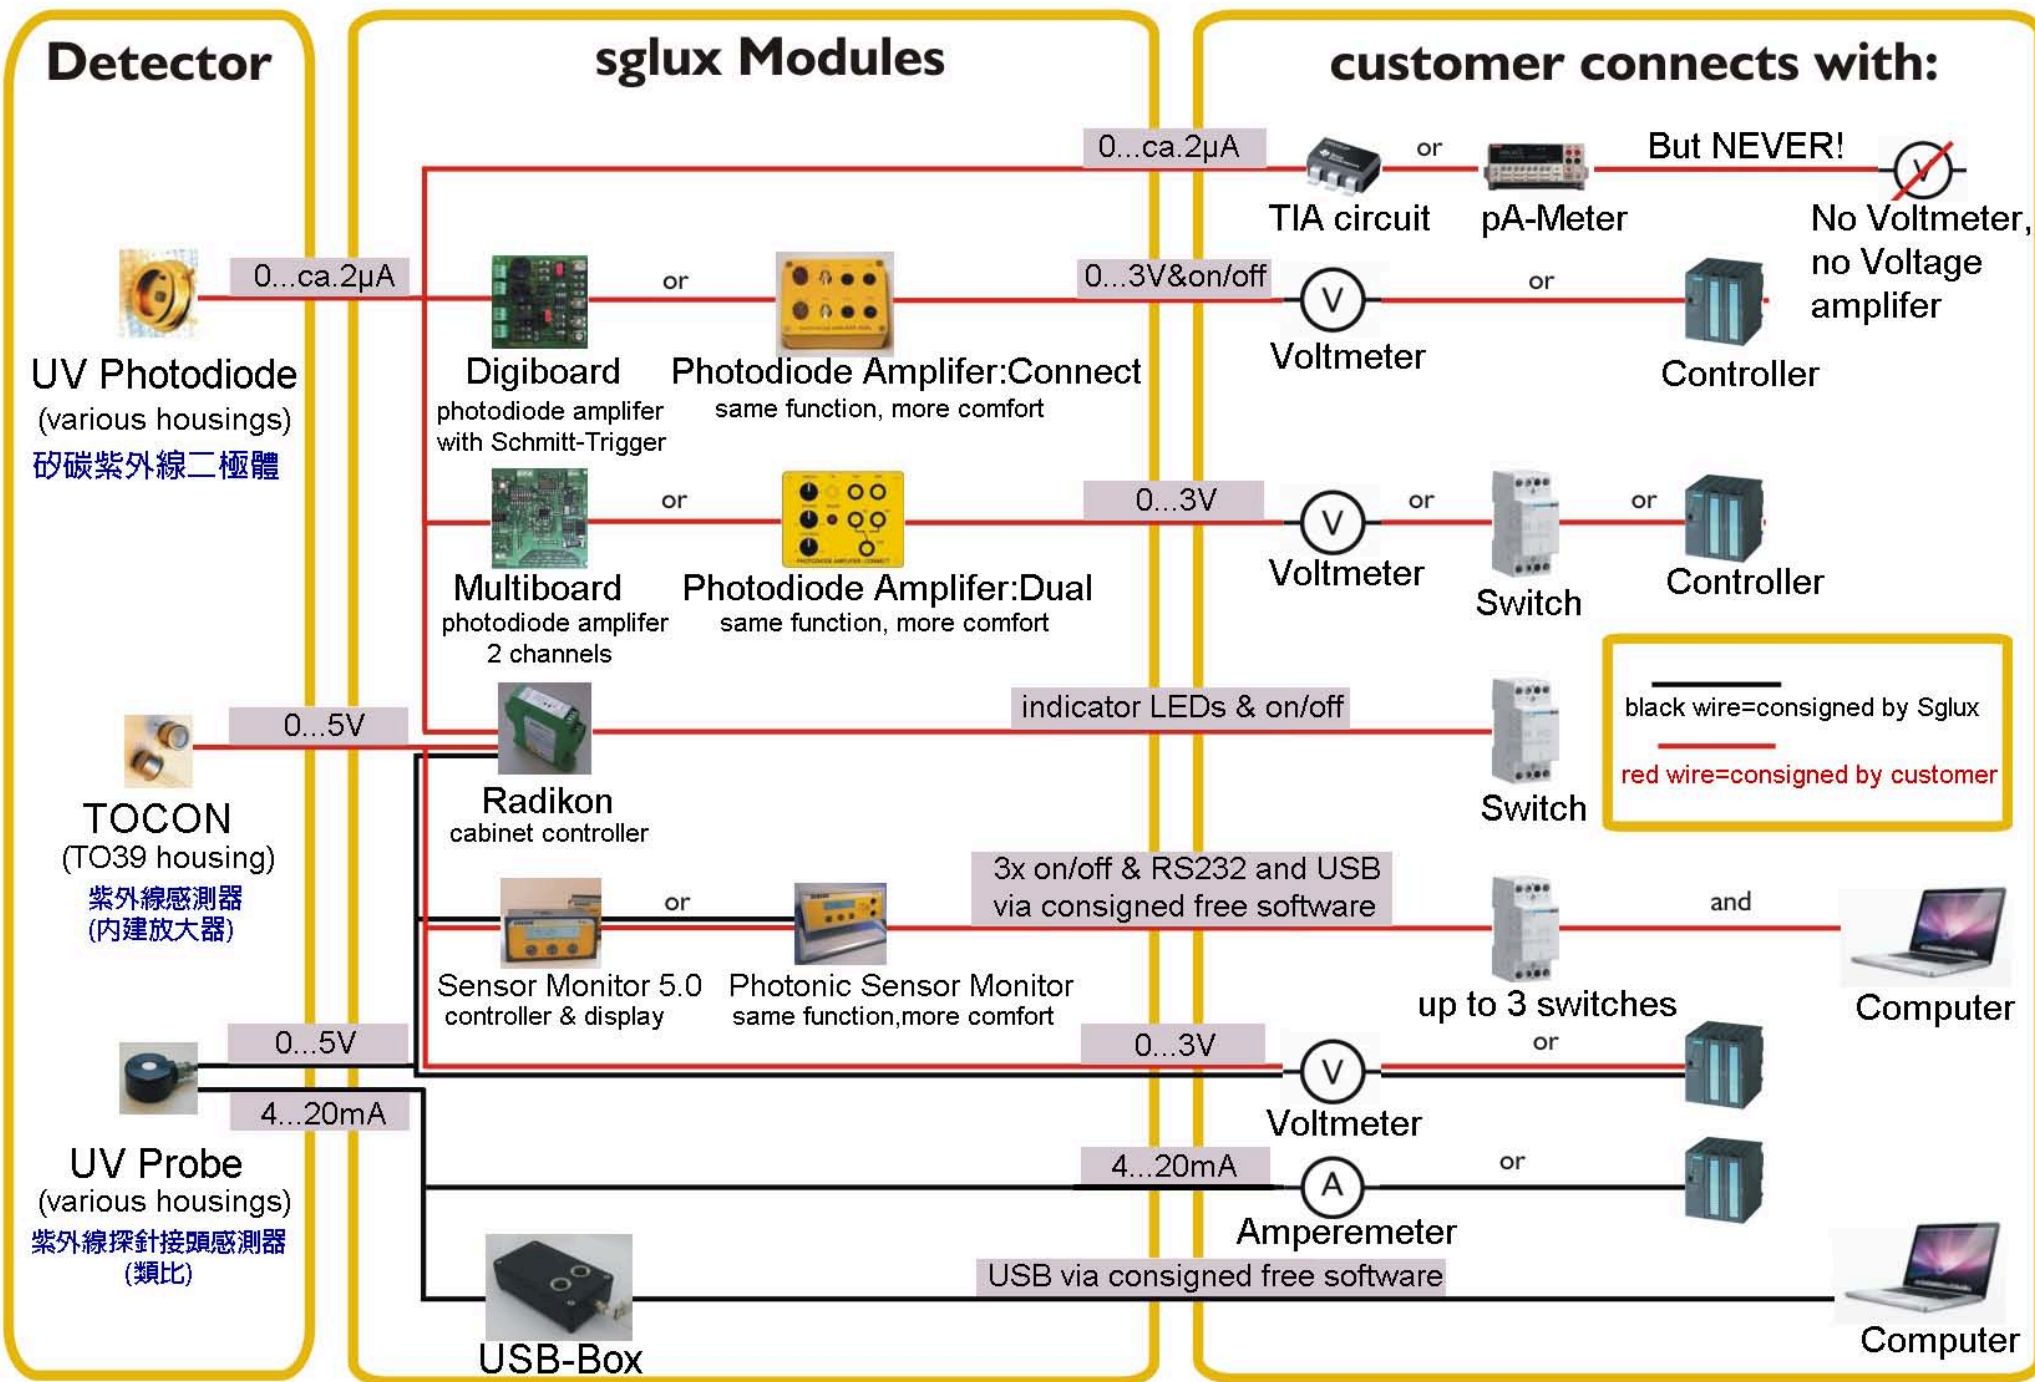 Detector
sglux Modules
customer connects with:
0...ca.2µA
or
But NEVER!
V
TIA circuit
pA-Meter
No Voltmeter,
no Voltage
amplifer
0...ca.2µA
or
0...3V&on/off
V
or
UV Photodiode
(various housings)
矽碳紫外線二極體
Digiboard
photodiode amplifer
with Schmitt-Trigger
Photodiode Amplifer:Connect
same function, more comfort
Voltmeter
Controller
or
0...3V
V
or
or
Multiboard
photodiode amplifer
2 channels
PHOTODIODE AMPLIFIER : CONNECT
Photodiode Amplifer:Dual
same function, more comfort
Voltmeter
Switch
Controller
black wire=consigned by Sglux
red wire=consigned by customer
0...5V
indicator LEDs & on/off
TOCON
(TO39 housing)
紫外線感測器
(內建放大器)
Radikon
cabinet controller
Switch
or
3x on/off & RS232 and USB
via consigned free software
and
Sensor Monitor 5.0
controller & display
Photonic Sensor Monitor
same function,more comfort
up to 3 switches
Computer
0...5V
0...3V
V
or
Voltmeter
4...20mA
UV Probe
(various housings)
紫外線探針接頭感測器
(類比)
4...20mA
A
or
Amperemeter
USB via consigned free software
USB-Box
Computer